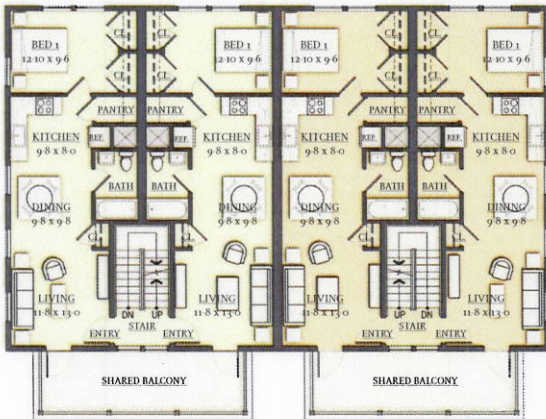 BED 1
12-10 x 9-6
CL.
CL.
CL.
CL.
BED 1
12-10 x 9-6
BED 1
12-10 x 9-6
CL.
CL.
CL.
CL.
BED 1
12-10 x 9-6
PANTRY
PANTRY
PANTRY
PANTRY
KITCHEN
9-8 x 8-0
REF.
REF.
KITCHEN
9-8 x 8-0
KITCHEN
9-8 x 8-0
REF.
REF.
KITCHEN
9-8 x 8-0
BATH
BATH
BATH
BATH
DINING
9-8 x 9-8
DINING
9-8 x 9-8
DINING
9-8 x 9-8
DINING
9-8 x 9-8
CL.
CL.
CL.
CL.
LIVING
11-8 x 13-0
DN
UP
LIVING
11-8 x 13-0
LIVING
11-8 x 13-0
UP
DN
LIVING
11-8 x 13-0
STAIR
STAIR
ENTRY
ENTRY
ENTRY
ENTRY
SHARED BALCONY
SHARED BALCONY